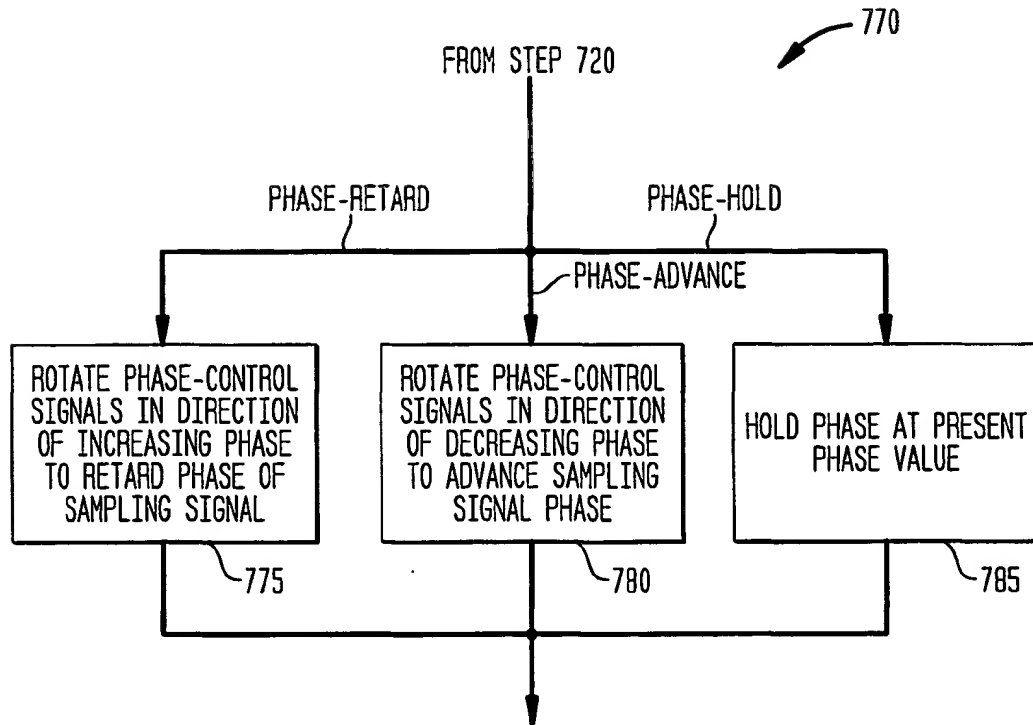 770
FROM STEP 720
PHASE-RETARD
PHASE-HOLD
PHASE-ADVANCE
ROTATE PHASE-CONTROL
SIGNALS IN DIRECTION
OF INCREASING PHASE
TO RETARD PHASE OF
SAMPLING SIGNAL
775
ROTATE PHASE-CONTROL
SIGNALS IN DIRECTION
OF DECREASING PHASE
TO ADVANCE SAMPLING
SIGNAL PHASE
780
HOLD PHASE AT PRESENT
PHASE VALUE
785